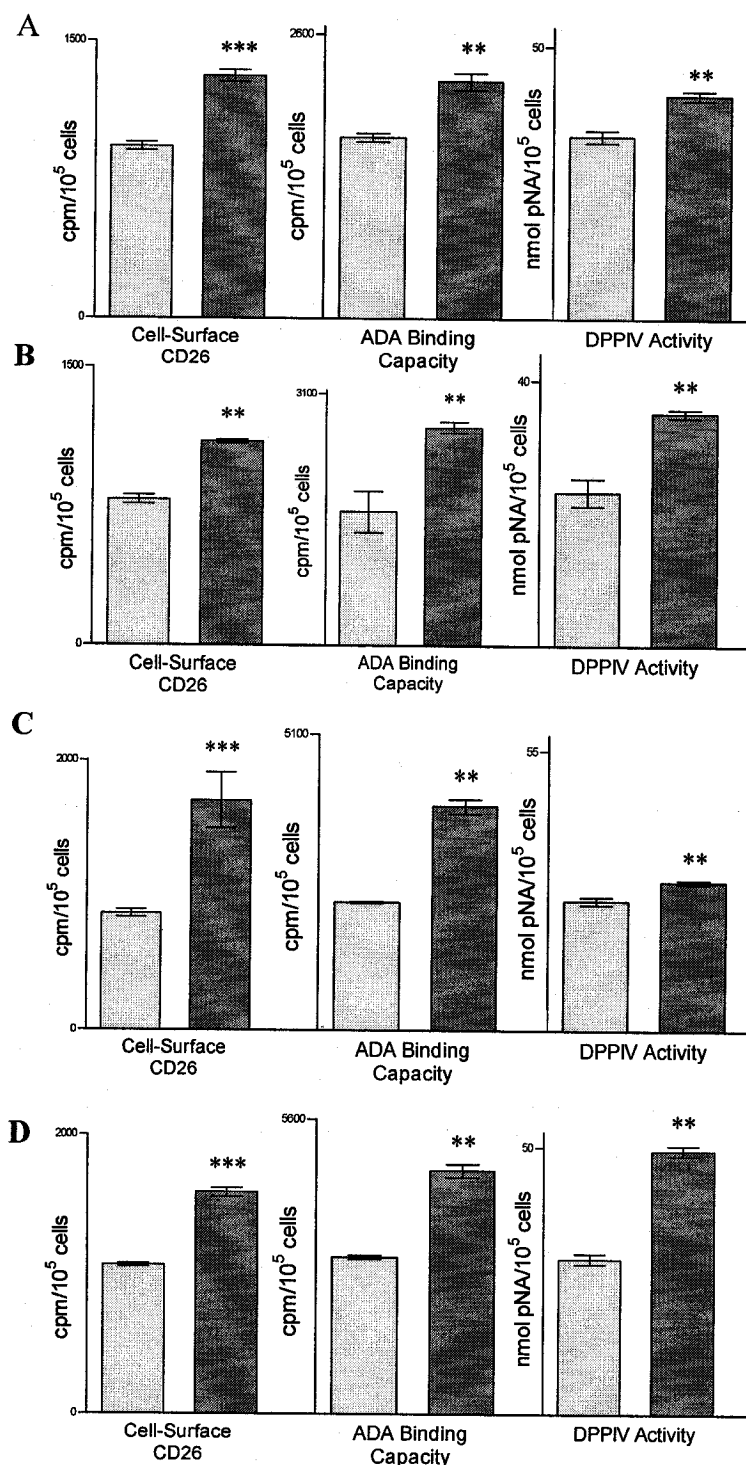 A
1500
0
cpm/10⁵ cells
***
Cell-Surface
CD26
2600
cpm/10⁵ cells
**
ADA Binding
Capacity
50
nmol pNA/10⁵ cells
**
DPPIV Activity
B
1500
0
cpm/10⁵ cells
**
Cell-Surface
CD26
3100
cpm/10⁵ cells
**
ADA Binding
Capacity
40
nmol pNA/10⁵ cells
**
DPPIV Activity
C
2000
0
cpm/10⁵ cells
***
Cell-Surface
CD26
5100
cpm/10⁵ cells
**
ADA Binding
Capacity
55
nmol pNA/10⁵ cells
**
DPPIV Activity
D
2000
0
cpm/10⁵ cells
***
Cell-Surface
CD26
5600
cpm/10⁵ cells
**
ADA Binding
Capacity
50
nmol pNA/10⁵ cells
**
DPPIV Activity